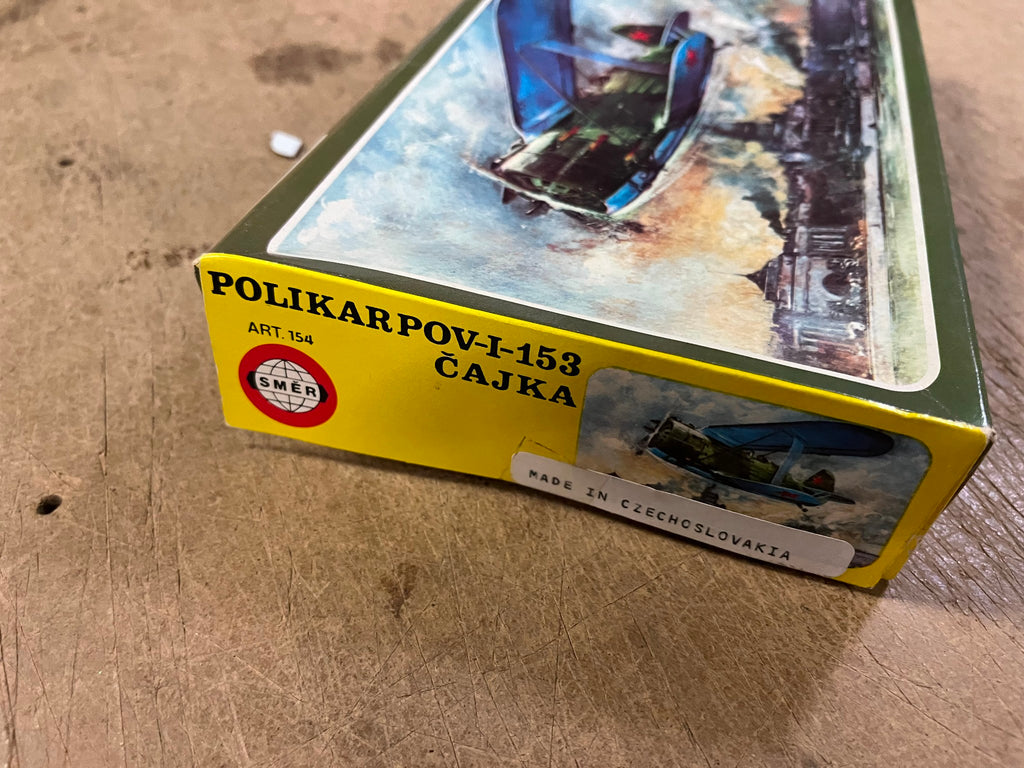 POLIKARPOV-I-153
ČAJKA
ART. 154
SMĚR
MADE IN CZECHOSLOVAKIA